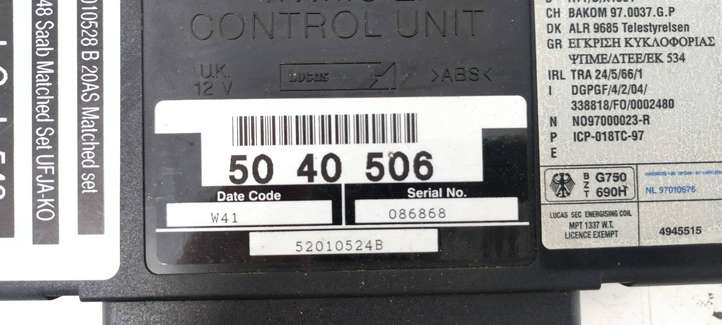 CONTROL UNIT
U.K.
12 V
LUCAS
>ABS<
50 40 506
Date Code
Serial No.
W41
086868
52010524B
010528 B 20AS Matched set
48 Saab Matched Set UFJA-KO
CH BAKOM 97.0037.G.P
DK ALR 9685 Telestyrelsen
GR ΕΓΚΡΙΣΗ ΚΥΚΛΟΦΟΡΙΑΣ
ΨΠΜΕ/ΔΤΕΕ/ΕΚ 534
IRL TRA 24/5/66/1
I DGPGF/4/2/04/
338818/FO/0002480
N NO97000023-R
P ICP-018TC-97
E
BZT G750
690H
NL 97010676
LUCAS SEC ENERGISING COIL
MPT 1337 W.T.
LICENCE EXEMPT
4945515